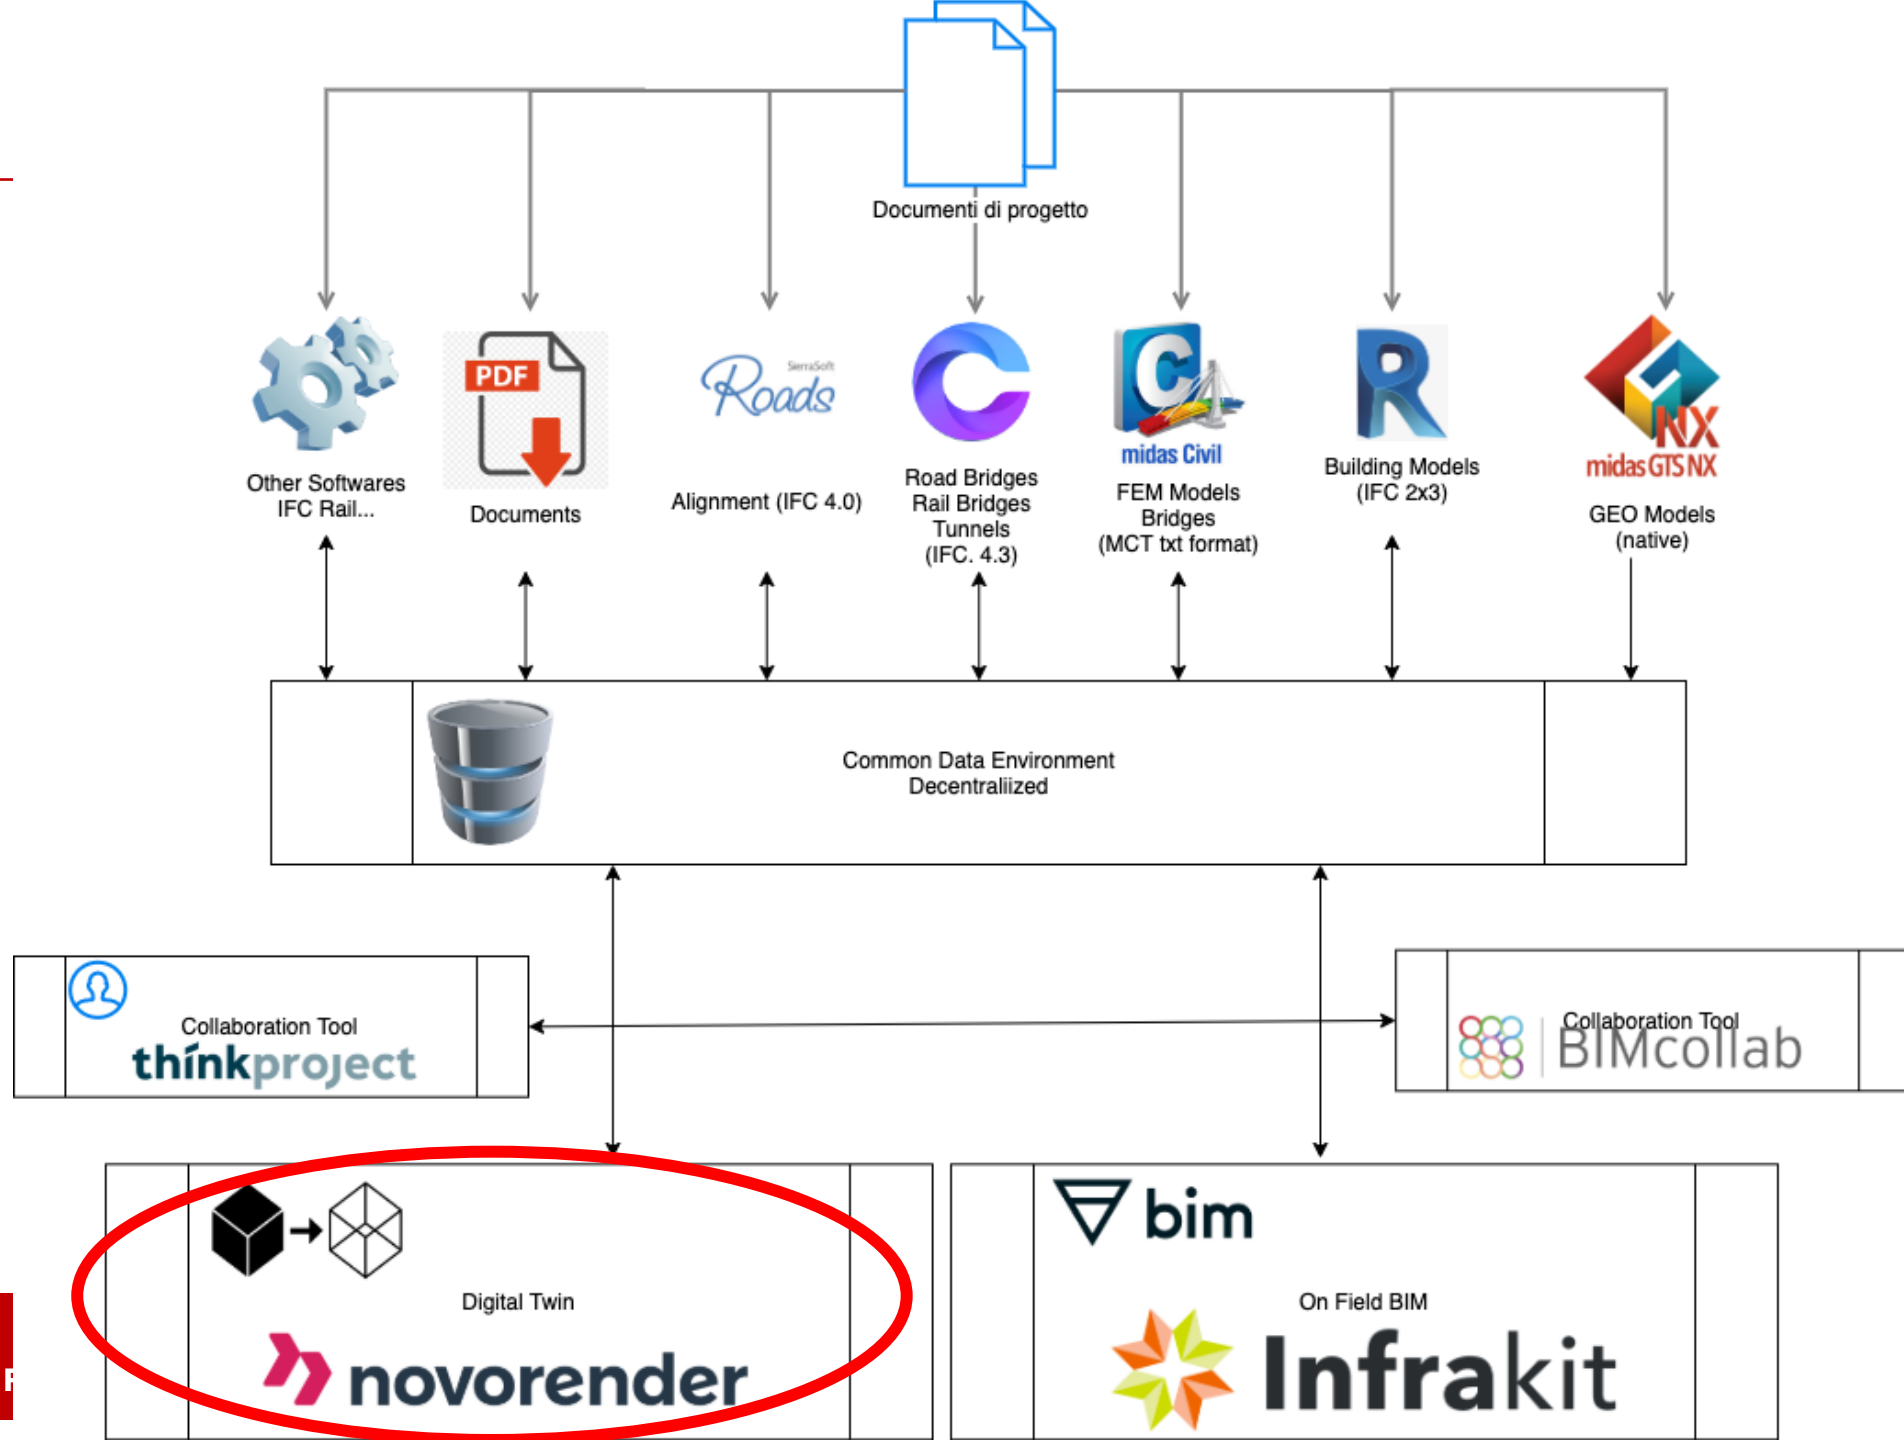 Documenti di progetto
PDF
SierraSoft
Roads
C
midas Civil
R
NX
midas GTS NX
Other Softwares
IFC Rail...
Documents
Alignment (IFC 4.0)
Road Bridges
Rail Bridges
Tunnels
(IFC. 4.3)
FEM Models
Bridges
(MCT txt format)
Building Models
(IFC 2x3)
GEO Models
(native)
Common Data Environment
Decentraliized
Collaboration Tool
thinkproject
Collaboration Tool
BIMcollab
Digital Twin
novorender
bim
On Field BIM
Infrakit